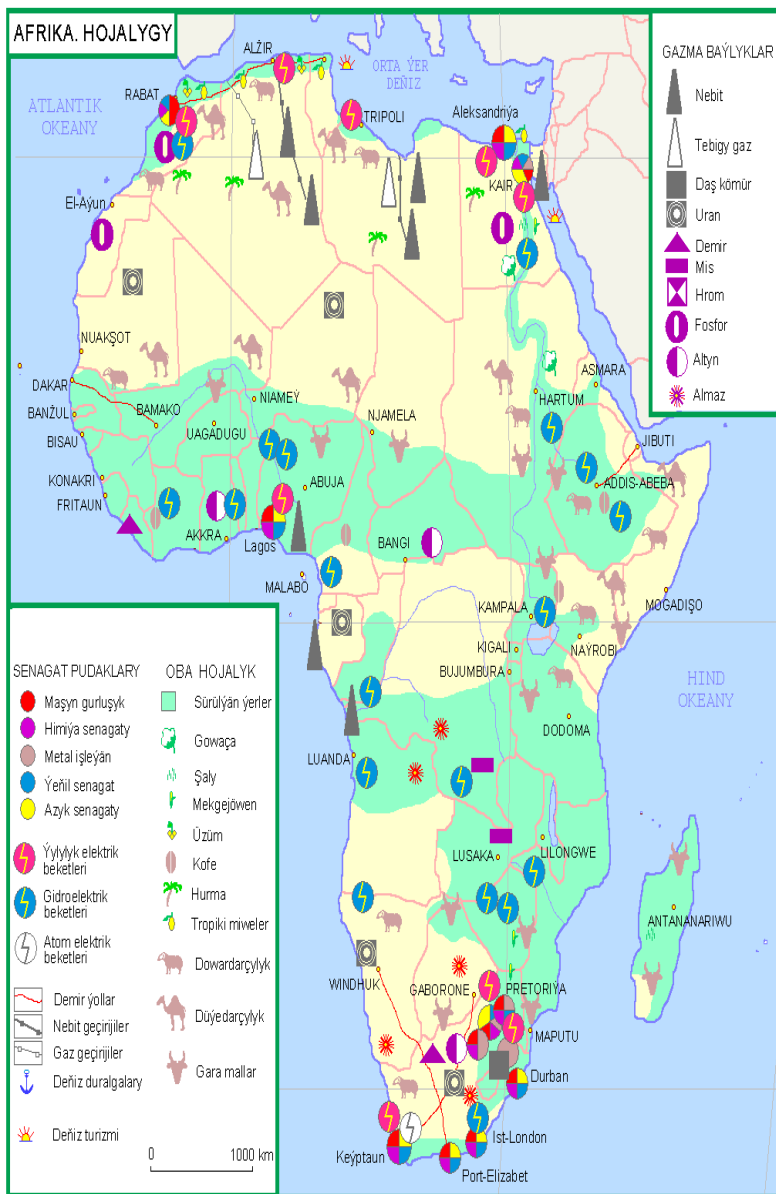 AFRIKA. HOJALYGY
ALŽIR
ORTA ÝER
DEŇIZ
RABAT
ATLANTIK
OKEANY
TRIPOLI
Aleksandriýa
KAIR
El-Aýun
NUAKŞOT
DAKAR
BANŽUL
BISAU
BAMAKO
UAGADUGU
NIAMEÝ
NJAMELA
HARTUM
ASMARA
JIBUTI
ADDIS-ABEBA
KONAKRI
FRITAUN
ABUJA
AKKRA
Lagos
BANGI
MALABÖ
KAMPALA
MOGADIŞO
NAÝROBI
KIGALI
BUJUMBURA
HIND
OKEANY
DODOMA
LUANDA
LUSAKA
LILONGWE
ANTANANARIWU
WINDHUK
GABORONE
PRETORIÝA
MAPUTU
Durban
Ist-London
Port-Elizabet
Keýptaun
GAZMA BAÝLYKLAR
Nebit
Tebigy gaz
Daş kömür
Uran
Demir
Mis
Hrom
Fosfor
Altyn
Almaz
SENAGAT PUDAKLARY
Maşyn gurluşyk
Himiýa senagaty
Metal işleýän
Ýeňil senagat
Azyk senagaty
Ýylylyk elektrik
beketleri
Gidroelektrik
beketleri
Atom elektrik
beketleri
Demir ýollar
Nebit geçirijiler
Gaz geçirijiler
Deňiz duralgalary
Deňiz turizmi
OBA HOJALYK
Sürülýän ýerler
Gowaça
Şaly
Mekgejöwen
Üzüm
Kofe
Hurma
Tropiki miweler
Dowardarçylyk
Düýedarçylyk
Gara mallar
0 1000 km